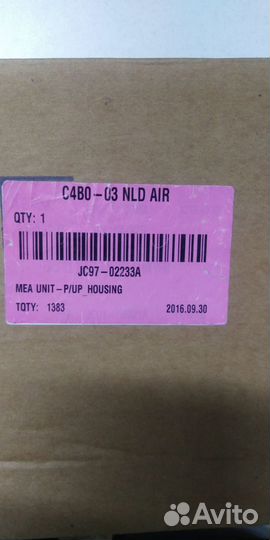 C4B0-03 NLD AIR
QTY: 1
JC97-02233A
MEA UNIT-P/UP_HOUSING
TQTY: 1383 2016.09.30
Avito